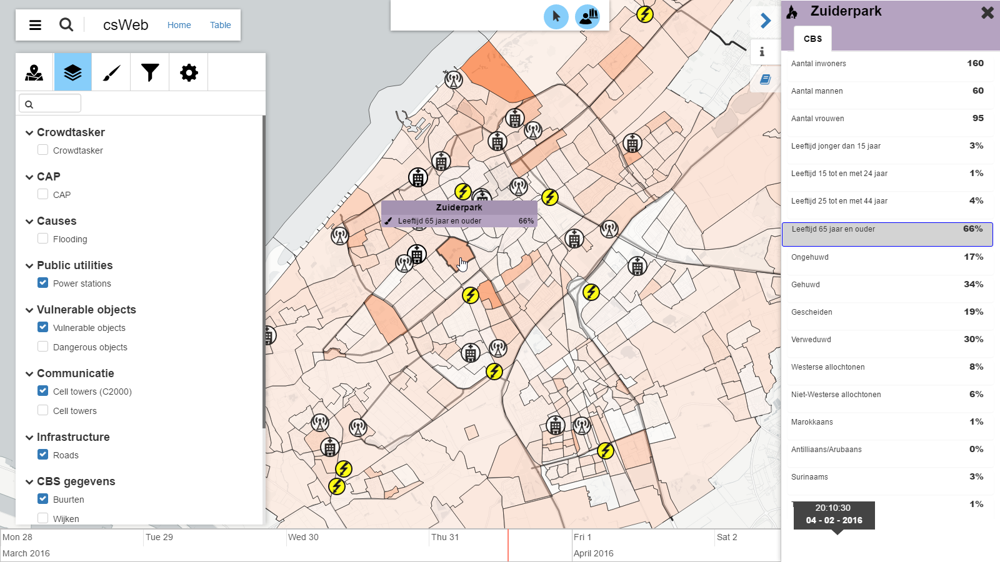 csWeb Home Table
Crowdtasker
Crowdtasker
CAP
CAP
Causes
Flooding
Public utilities
Power stations
Vulnerable objects
Vulnerable objects
Dangerous objects
Communicatie
Cell towers (C2000)
Cell towers
Infrastructure
Roads
CBS gegevens
Buurten
Wijken
Zuiderpark
Leeftijd 65 jaar en ouder 66%
Zuiderpark
CBS
Aantal inwoners 160
Aantal mannen 60
Aantal vrouwen 95
Leeftijd jonger dan 15 jaar 3%
Leeftijd 15 tot en met 24 jaar 1%
Leeftijd 25 tot en met 44 jaar 4%
Leeftijd 65 jaar en ouder 66%
Ongehuwd 17%
Gehuwd 34%
Gescheiden 19%
Verweduwd 30%
Westerse allochtonen 8%
Niet-Westerse allochtonen 6%
Marokkaans 1%
Antilliaans/Arubaans 0%
Surinaams 3%
1%
20:10:30
04 - 02 - 2016
Mon 28 Tue 29 Wed 30 Thu 31 Fri 1 Sat 2
March 2016 April 2016